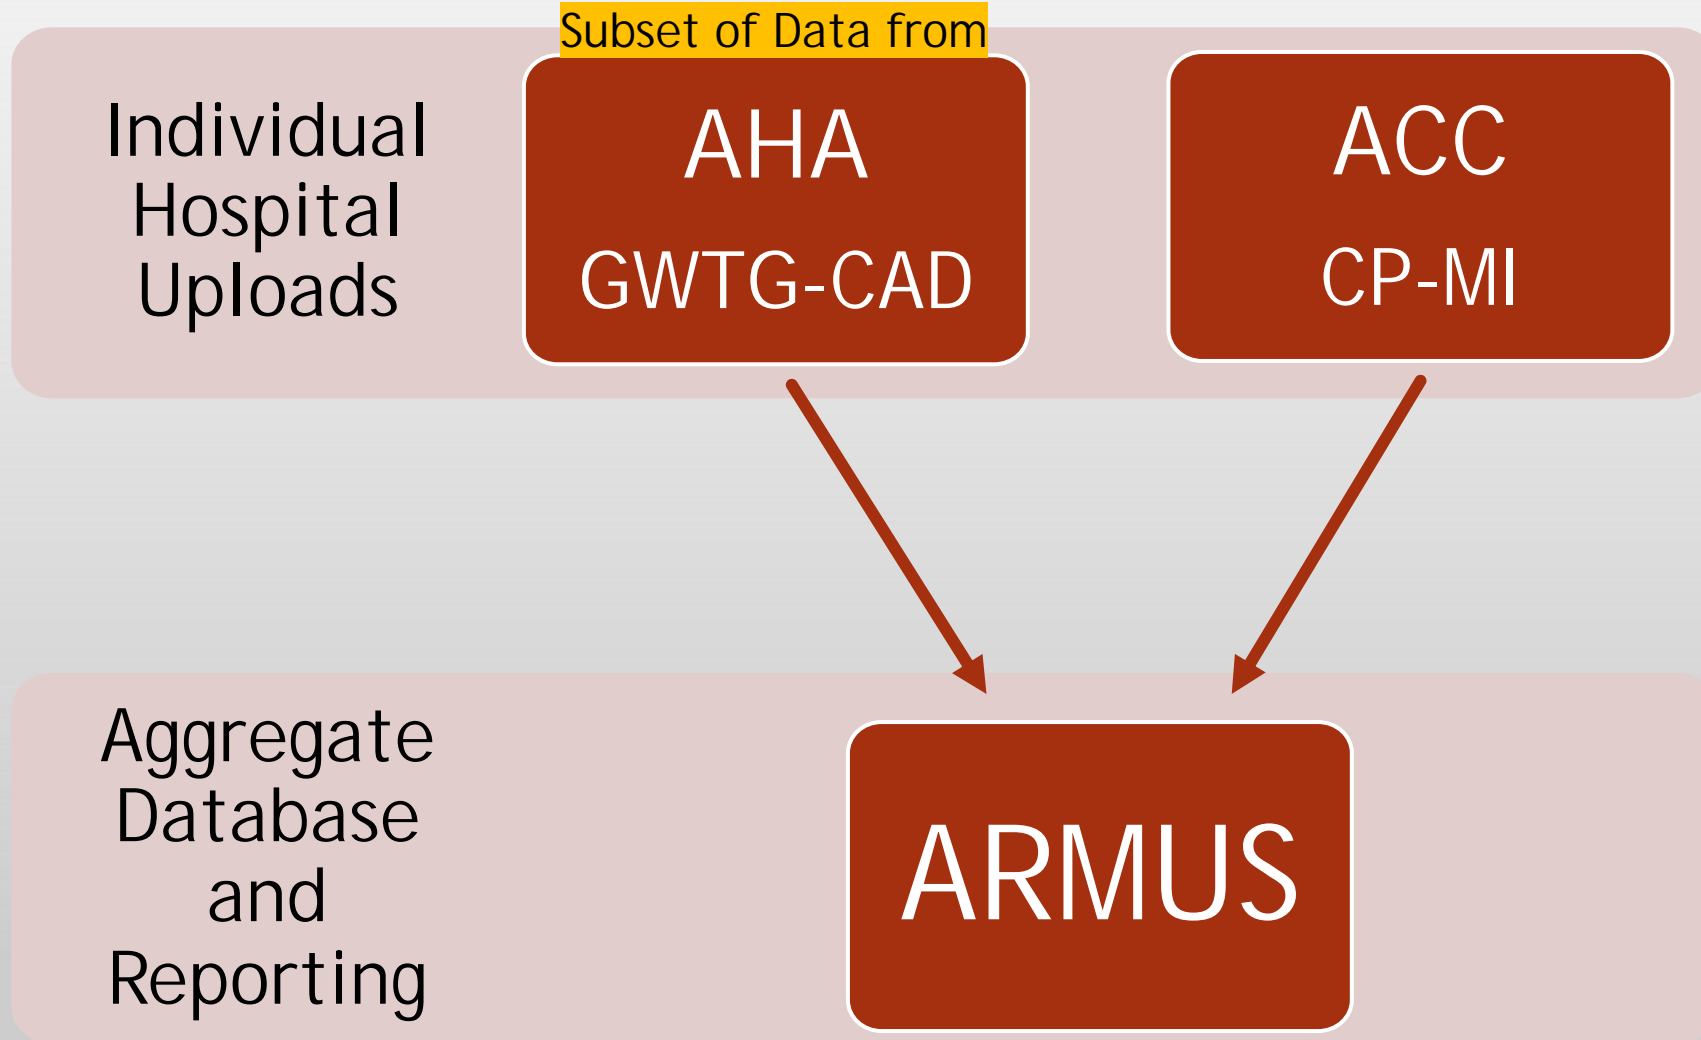 Subset of Data from
Individual
Hospital
Uploads
AHA
GWTG-CAD
ACC
CP-MI
Aggregate
Database
and
Reporting
ARMUS